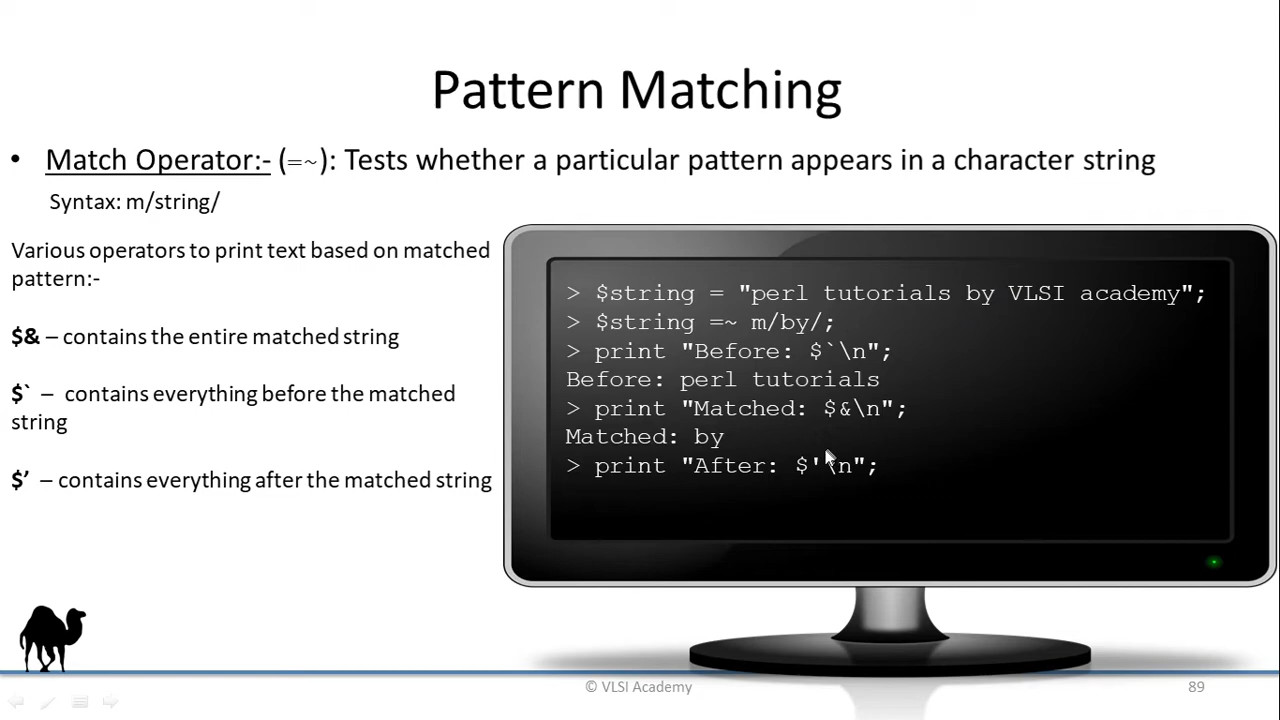 Pattern Matching
• Match Operator:- (=~): Tests whether a particular pattern appears in a character string
Syntax: m/string/
Various operators to print text based on matched
pattern:-
$& – contains the entire matched string
$` – contains everything before the matched
string
$’ – contains everything after the matched string
> $string = "perl tutorials by VLSI academy";
> $string =~ m/by/;
> print "Before: $`\n";
Before: perl tutorials
> print "Matched: $&\n";
Matched: by
> print "After: $'\n";
© VLSI Academy
89